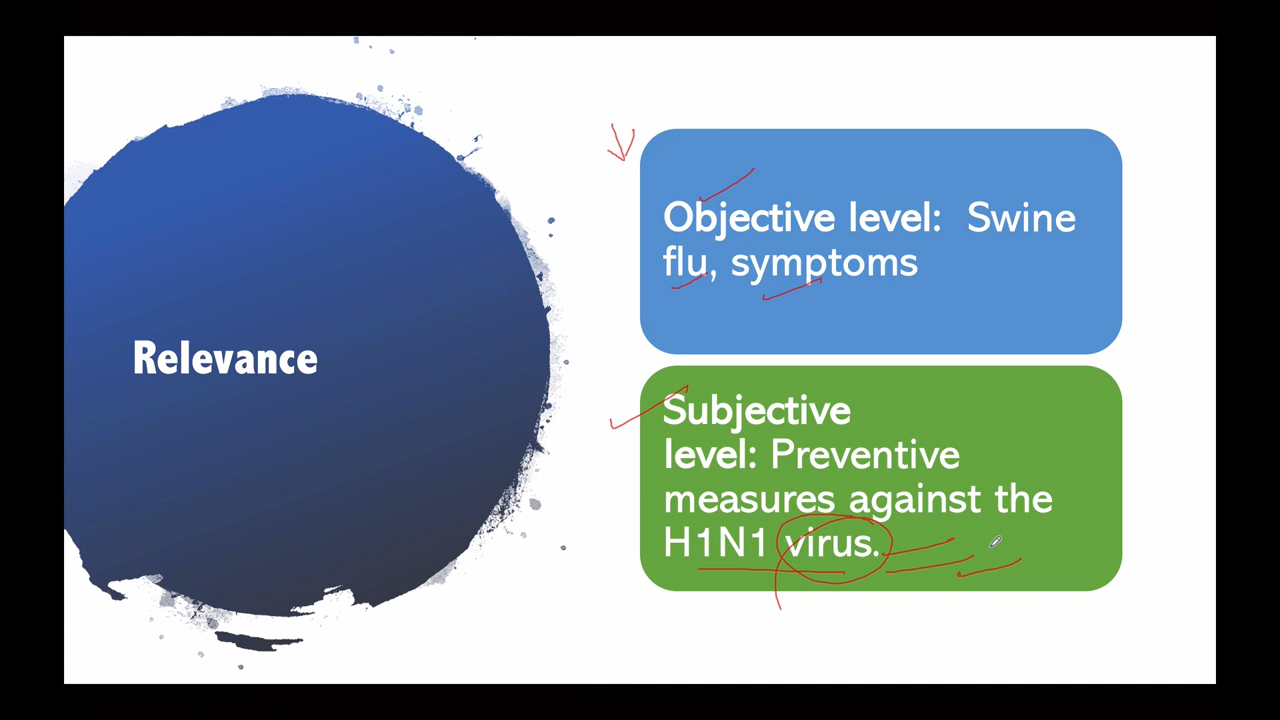 Relevance
Objective level: Swine
flu, symptoms
Subjective
level: Preventive
measures against the
H1N1 virus.